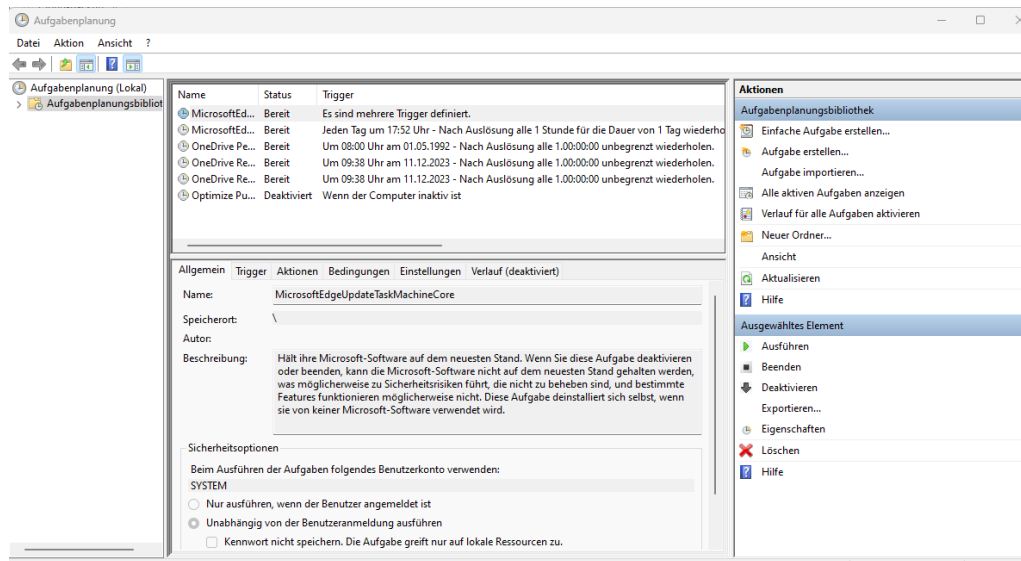 Aufgabenplanung
Datei Aktion Ansicht ?
Aufgabenplanung (Lokal)
Aufgabenplanungsbibliot
Name Status Trigger
MicrosoftEd... Bereit Es sind mehrere Trigger definiert.
MicrosoftEd... Bereit Jeden Tag um 17:52 Uhr - Nach Auslösung alle 1 Stunde für die Dauer von 1 Tag wiederho
OneDrive Pe... Bereit Um 08:00 Uhr am 01.05.1992 - Nach Auslösung alle 1.00:00:00 unbegrenzt wiederholen.
OneDrive Re... Bereit Um 09:38 Uhr am 11.12.2023 - Nach Auslösung alle 1.00:00:00 unbegrenzt wiederholen.
OneDrive Re... Bereit Um 09:38 Uhr am 11.12.2023 - Nach Auslösung alle 1.00:00:00 unbegrenzt wiederholen.
Optimize Pu... Deaktiviert Wenn der Computer inaktiv ist
Allgemein Trigger Aktionen Bedingungen Einstellungen Verlauf (deaktiviert)
Name: MicrosoftEdgeUpdateTaskMachineCore
Speicherort: \
Autor:
Beschreibung: Hält ihre Microsoft-Software auf dem neuesten Stand. Wenn Sie diese Aufgabe deaktivieren
oder beenden, kann die Microsoft-Software nicht auf dem neuesten Stand gehalten werden,
was möglicherweise zu Sicherheitsrisiken führt, die nicht zu beheben sind, und bestimmte
Features funktionieren möglicherweise nicht. Diese Aufgabe deinstalliert sich selbst, wenn
sie von keiner Microsoft-Software verwendet wird.
Sicherheitsoptionen
Beim Ausführen der Aufgaben folgendes Benutzerkonto verwenden:
SYSTEM
Nur ausführen, wenn der Benutzer angemeldet ist
Unabhängig von der Benutzeranmeldung ausführen
Kennwort nicht speichern. Die Aufgabe greift nur auf lokale Ressourcen zu.
Aktionen
Aufgabenplanungsbibliothek
Einfache Aufgabe erstellen...
Aufgabe erstellen...
Aufgabe importieren...
Alle aktiven Aufgaben anzeigen
Verlauf für alle Aufgaben aktivieren
Neuer Ordner...
Ansicht
Aktualisieren
Hilfe
Ausgewähltes Element
Ausführen
Beenden
Deaktivieren
Exportieren...
Eigenschaften
Löschen
Hilfe